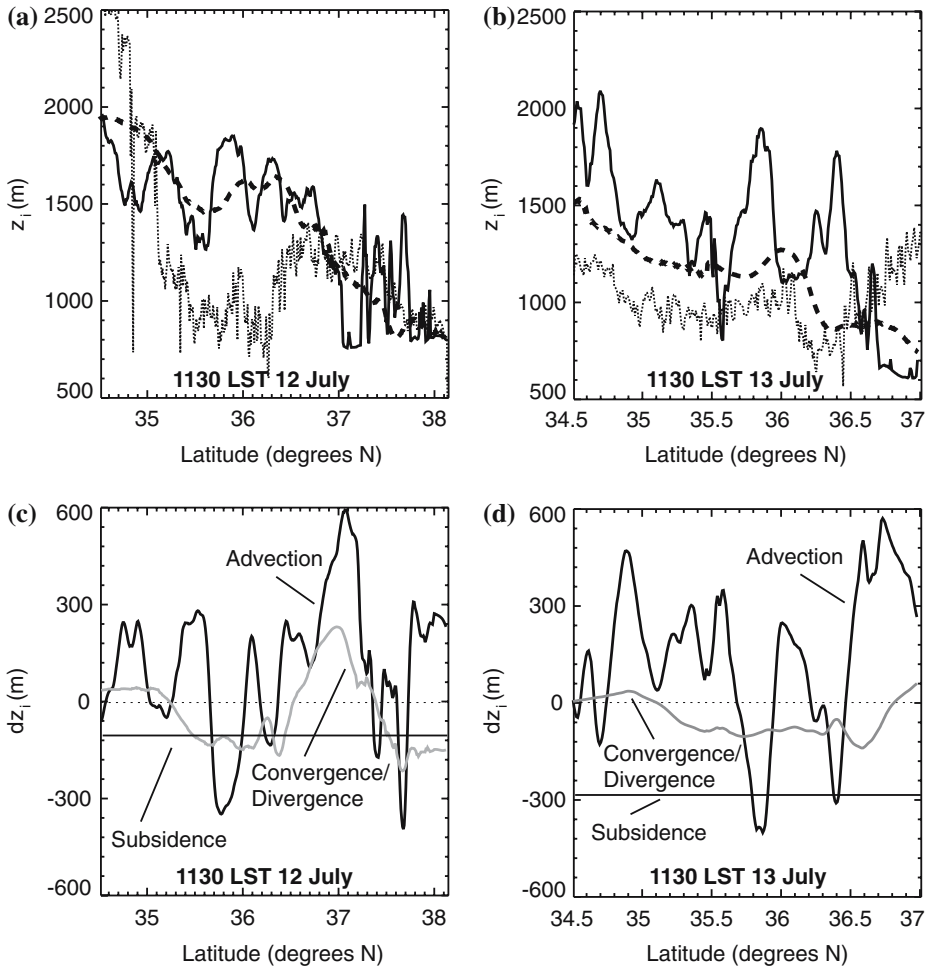 (a)
2500
2000
1500
1000
500
z_i (m)
1130 LST 12 July
35 36 37 38
Latitude (degrees N)
(b)
2500
2000
1500
1000
500
z_i (m)
1130 LST 13 July
34.5 35 35.5 36 36.5 37
Latitude (degrees N)
(c)
600
300
0
-300
-600
dz_i (m)
Advection
Convergence/
Divergence
Subsidence
1130 LST 12 July
35 36 37 38
Latitude (degrees N)
(d)
600
300
0
-300
-600
dz_i (m)
Advection
Convergence/
Divergence
Subsidence
1130 LST 13 July
34.5 35 35.5 36 36.5 37
Latitude (degrees N)